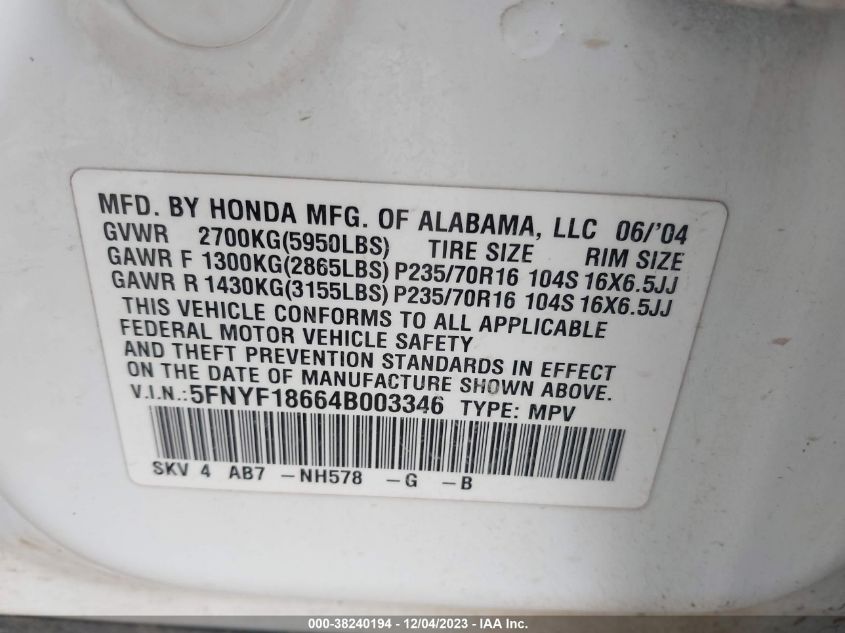 MFD. BY HONDA MFG. OF ALABAMA, LLC 06/'04
GVWR 2700KG(5950LBS) TIRE SIZE RIM SIZE
GAWR F 1300KG(2865LBS) P235/70R16 104S 16X6.5JJ
GAWR R 1430KG(3155LBS) P235/70R16 104S 16X6.5JJ
THIS VEHICLE CONFORMS TO ALL APPLICABLE
FEDERAL MOTOR VEHICLE SAFETY
AND THEFT PREVENTION STANDARDS IN EFFECT
ON THE DATE OF MANUFACTURE SHOWN ABOVE.
V.I.N.: 5FNYF18664B003346 TYPE: MPV
SKV 4 AB7 -NH578 -G -B
000-38240194 - 12/04/2023 - IAA Inc.